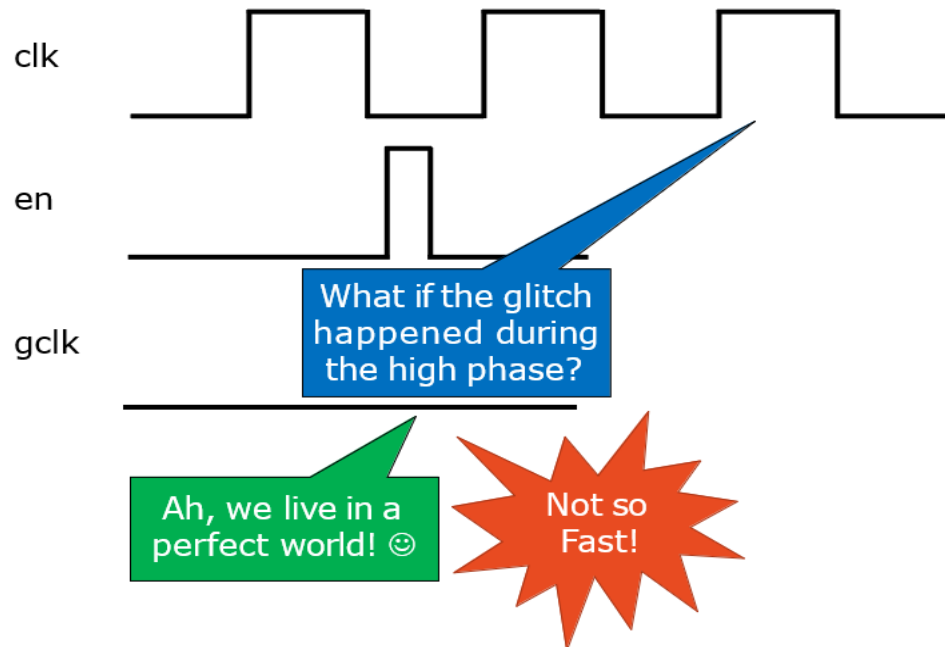 clk
en
What if the glitch
happened during
the high phase?
gclk
Ah, we live in a
perfect world! ☺
Not so
Fast!